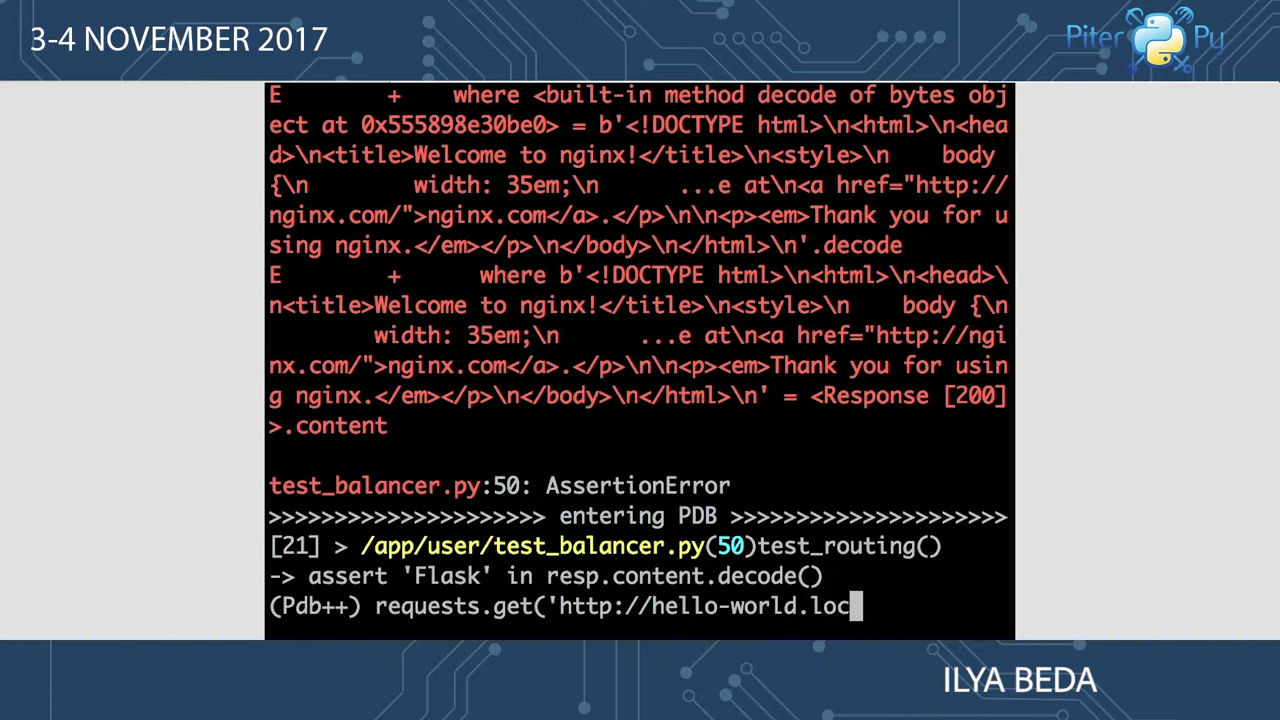 3-4 NOVEMBER 2017
Piter Py
E        +    where <built-in method decode of bytes obj
ect at 0x555898e30be0> = b'<!DOCTYPE html>\n<html>\n<hea
d>\n<title>Welcome to nginx!</title>\n<style>\n    body
{\n        width: 35em;\n      ...e at\n<a href="http://
nginx.com/">nginx.com</a>.</p>\n\n<p><em>Thank you for u
sing nginx.</em></p>\n</body>\n</html>\n'.decode
E        +      where b'<!DOCTYPE html>\n<html>\n<head>\
n<title>Welcome to nginx!</title>\n<style>\n    body {\n
        width: 35em;\n      ...e at\n<a href="http://ngi
nx.com/">nginx.com</a>.</p>\n\n<p><em>Thank you for usin
g nginx.</em></p>\n</body>\n</html>\n' = <Response [200]
>.content
test_balancer.py:50: AssertionError
>>>>>>>>>>>>>>>>>>>>> entering PDB >>>>>>>>>>>>>>>>>>>>>
[21] > /app/user/test_balancer.py(50)test_routing()
-> assert 'Flask' in resp.content.decode()
(Pdb++) requests.get('http://hello-world.loc
ILYA BEDA